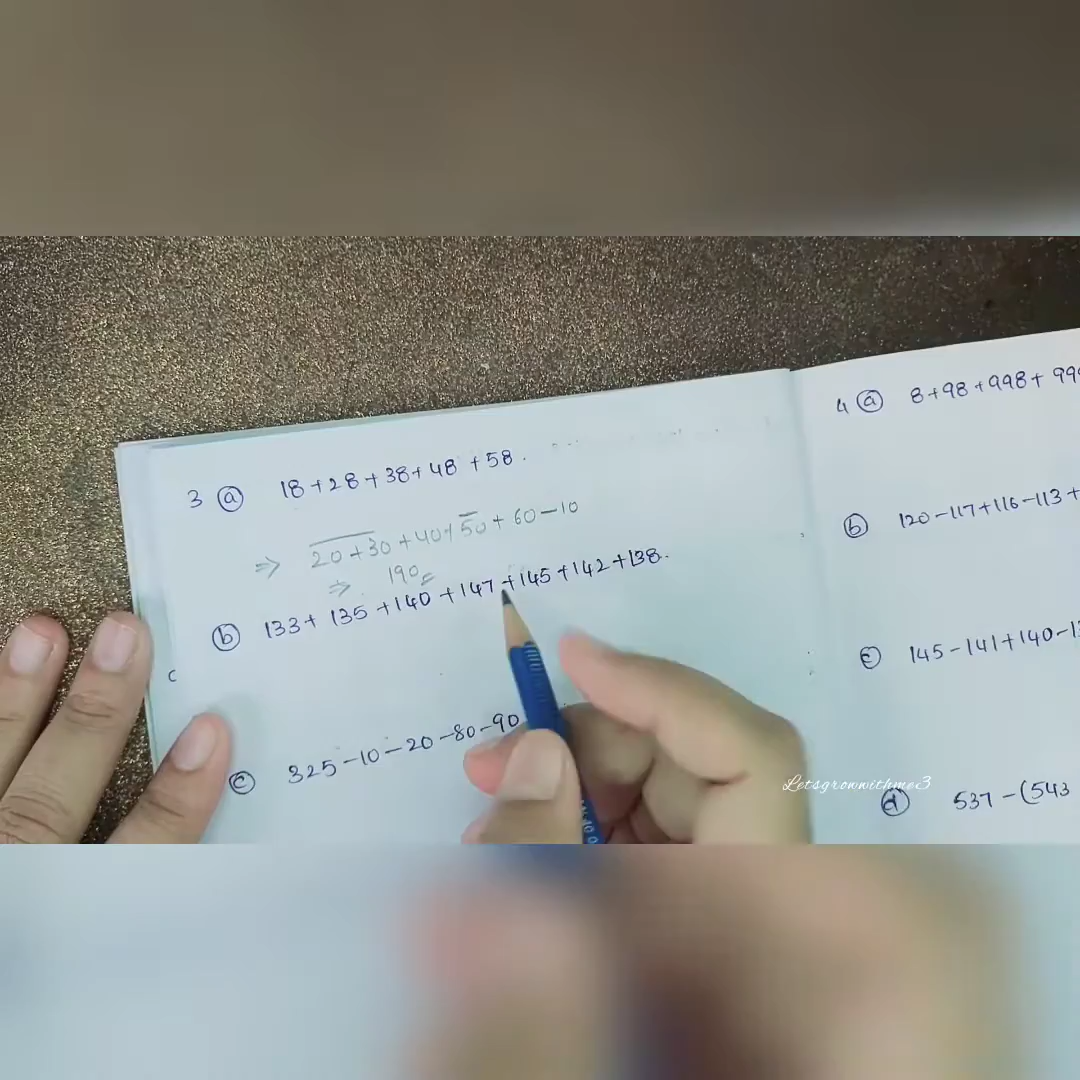 3 ⓐ 18+28+38+48 +58.
⇒ 20+30+40+50+60-10
⇒ 190
ⓑ 133+ 135 +140 +147 +145 +142 +138.
C
ⓒ 325-10-20-80-90
4 ⓐ 8+98+998+ 999
ⓑ 120-117+116-113+
ⓒ 145-141+140-13
ⓓ 537-(543
Letsgrowwithme3